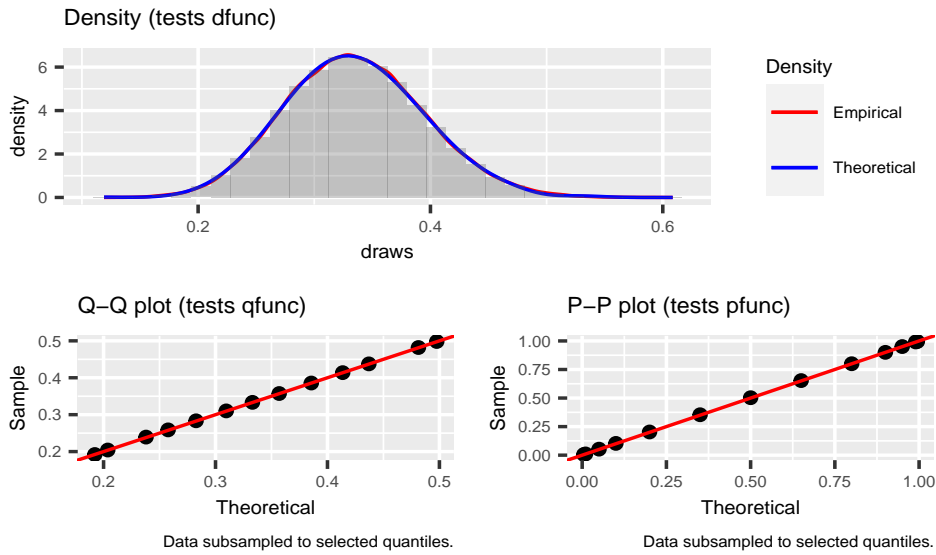 Density (tests dfunc)
density
6
4
2
0
0.2 0.4 0.6
draws
Density
Empirical
Theoretical
Q−Q plot (tests qfunc)
Sample
0.5
0.4
0.3
0.2
0.2 0.3 0.4 0.5
Theoretical
Data subsampled to selected quantiles.
P−P plot (tests pfunc)
Sample
1.00
0.75
0.50
0.25
0.00
0.00 0.25 0.50 0.75 1.00
Theoretical
Data subsampled to selected quantiles.